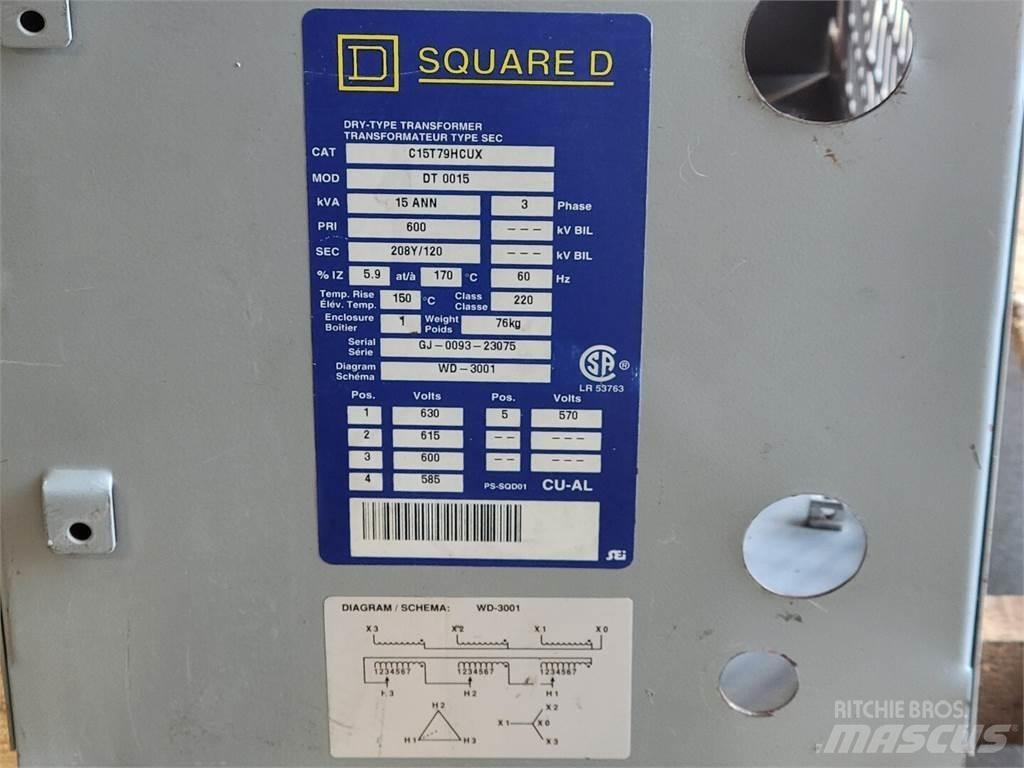 SQUARE D
DRY-TYPE TRANSFORMER
TRANSFORMATEUR TYPE SEC
CAT C15T79HCUX
MOD DT 0015
kVA 15 ANN 3 Phase
PRI 600 --- kV BIL
SEC 208Y/120 --- kV BIL
% IZ 5.9 at/à 170 °C 60 Hz
Temp. Rise Élév. Temp. 150 °C Class Classe 220
Enclosure Boitier 1 Weight Poids 76kg
Serial Série GJ-0093-23075
Diagram Schéma WD-3001
LR 53763
Pos. Volts Pos. Volts
1 630 5 570
2 615 -- ---
3 600 -- ---
4 585 PS-SQD01 CU-AL
SEi
DIAGRAM / SCHEMA: WD-3001
X3 X2 X1 X0
1234567 1234567 1234567
H3 H2 H1
H2 X2
X1 X0
H1 H3 X3
RITCHIE BROS.
MASCUS